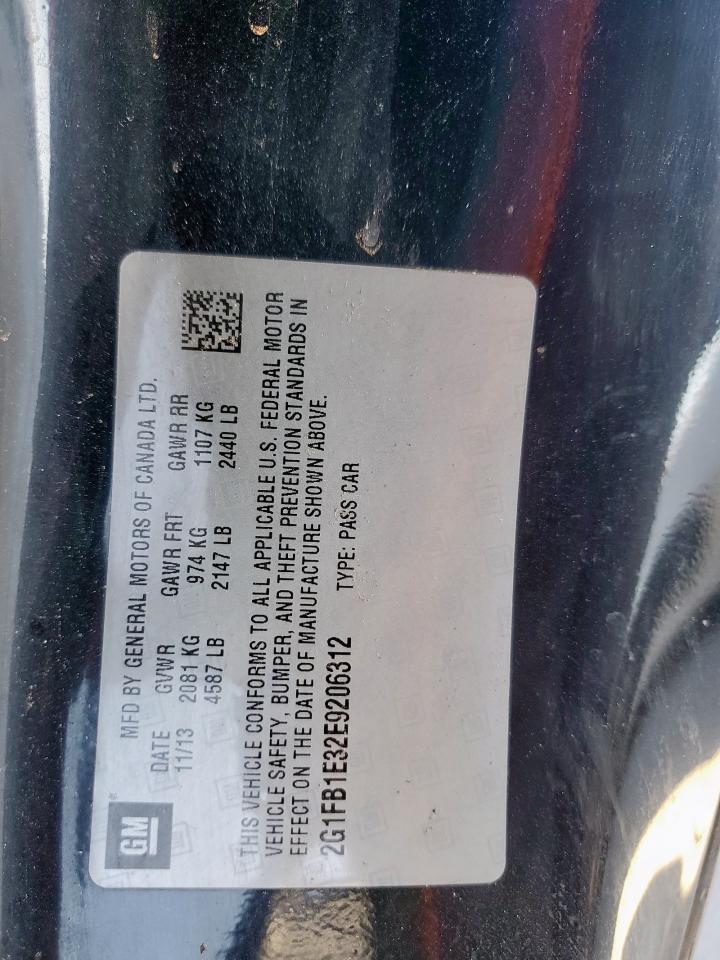 GM
MFD BY GENERAL MOTORS OF CANADA LTD.
DATE GVWR GAWR FRT GAWR RR
11/13 2081 KG 974 KG 1107 KG
4587 LB 2147 LB 2440 LB
THIS VEHICLE CONFORMS TO ALL APPLICABLE U.S. FEDERAL MOTOR
VEHICLE SAFETY, BUMPER, AND THEFT PREVENTION STANDARDS IN
EFFECT ON THE DATE OF MANUFACTURE SHOWN ABOVE.
2G1FB1E32E9206312 TYPE: PASS CAR